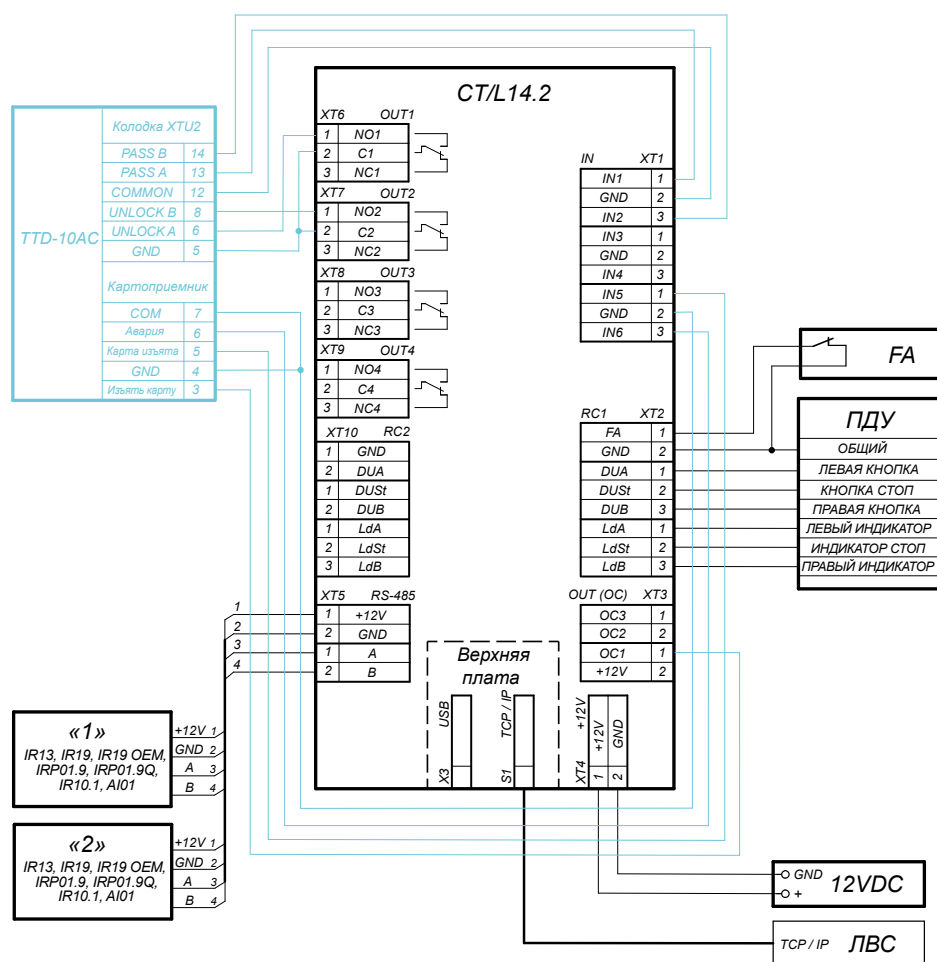 CT/L14.2
TTD-10AC
Колодка XTU2
PASS B 14
PASS A 13
COMMON 12
UNLOCK B 8
UNLOCK A 6
GND 5
Картоприемник
COM 7
Авария 6
Карта изъята 5
GND 4
Изъять карту 3
XT6 OUT1
1 NO1
2 C1
3 NC1
XT7 OUT2
1 NO2
2 C2
3 NC2
XT8 OUT3
1 NO3
2 C3
3 NC3
XT9 OUT4
1 NO4
2 C4
3 NC4
XT10 RC2
1 GND
2 DUA
1 DUSt
2 DUB
1 LdA
2 LdSt
3 LdB
XT5 RS-485
1 +12V
2 GND
1 A
2 B
1
2
3
4
IN XT1
IN1 1
GND 2
IN2 3
IN3 1
GND 2
IN4 3
IN5 1
GND 2
IN6 3
RC1 XT2
FA 1
GND 2
DUA 1
DUSt 2
DUB 3
LdA 1
LdSt 2
LdB 3
OUT (OC) XT3
OC3 1
OC2 2
OC1 1
+12V 2
FA
ПДУ
ОБЩИЙ
ЛЕВАЯ КНОПКА
КНОПКА СТОП
ПРАВАЯ КНОПКА
ЛЕВЫЙ ИНДИКАТОР
ИНДИКАТОР СТОП
ПРАВЫЙ ИНДИКАТОР
Верхняя
плата
X3 USB
S1 TCP / IP
XT4 +12V
1 +12V
2 GND
«1»
IR13, IR19, IR19 OEM,
IRP01.9, IRP01.9Q,
IR10.1, AI01
+12V 1
GND 2
A 3
B 4
«2»
IR13, IR19, IR19 OEM,
IRP01.9, IRP01.9Q,
IR10.1, AI01
+12V 1
GND 2
A 3
B 4
GND
+
12VDC
TCP / IP ЛВС